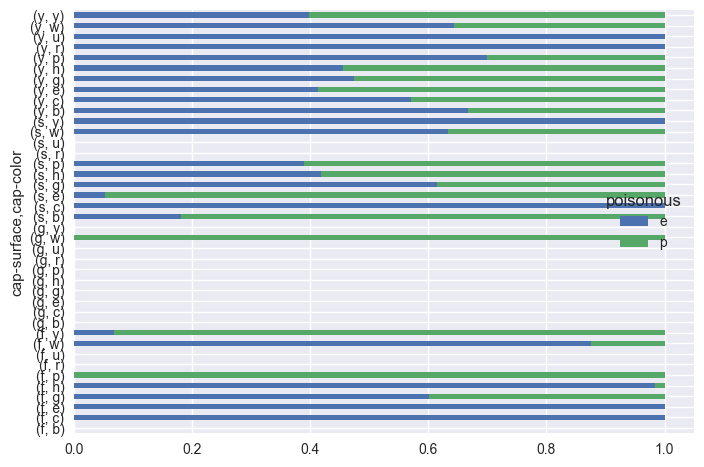 (y, y)
(y, w)
(y, u)
(y, r)
(y, p)
(y, n)
(y, g)
(y, e)
(y, c)
(y, b)
(s, y)
(s, w)
(s, u)
(s, r)
(s, p)
(s, n)
(s, g)
(s, e)
(s, c)
(s, b)
(g, y)
(g, w)
(g, u)
(g, r)
(g, p)
(g, n)
(g, g)
(g, e)
(g, c)
(g, b)
(f, y)
(f, w)
(f, u)
(f, r)
(f, p)
(f, n)
(f, g)
(f, e)
(f, c)
(f, b)
cap-surface,cap-color
poisonous
e
p
0.0 0.2 0.4 0.6 0.8 1.0